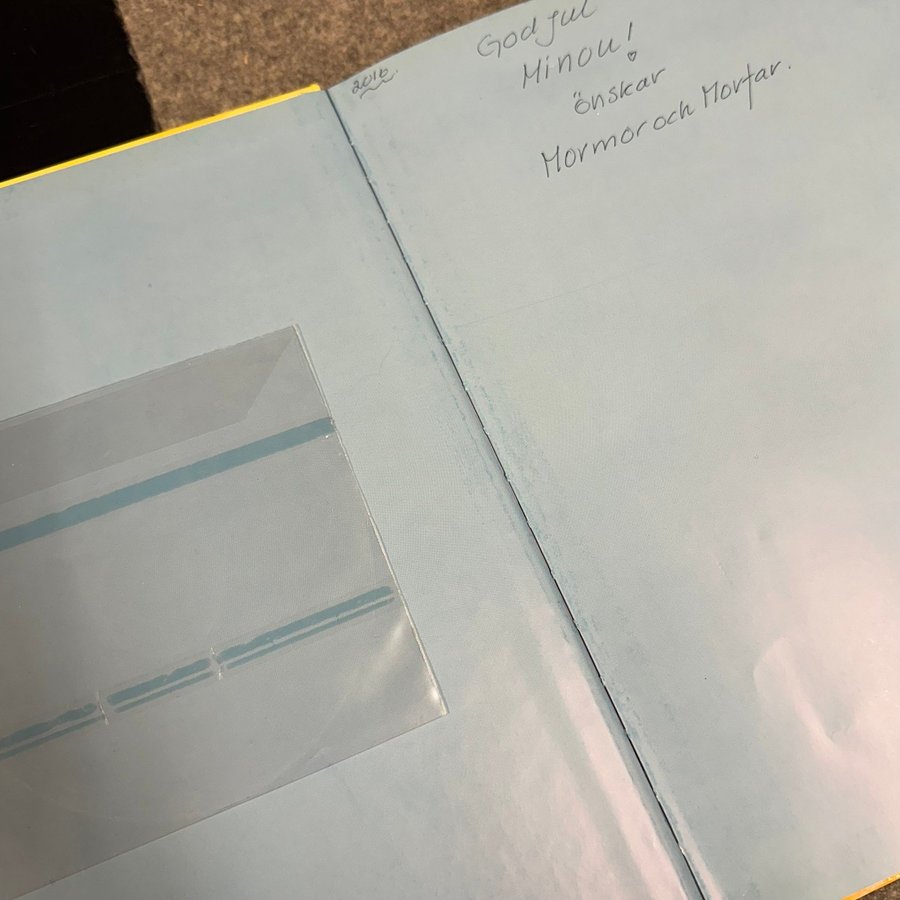 2016.
God Jul
Minou!
önskar
Mormor och Morfar.